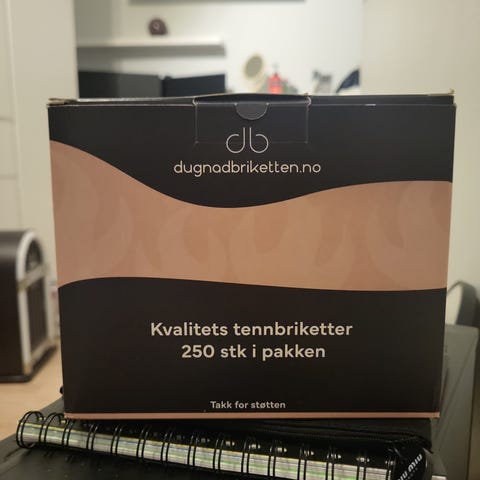 db
dugnadbriketten.no
Kvalitets tennbriketter
250 stk i pakken
Takk for støtten